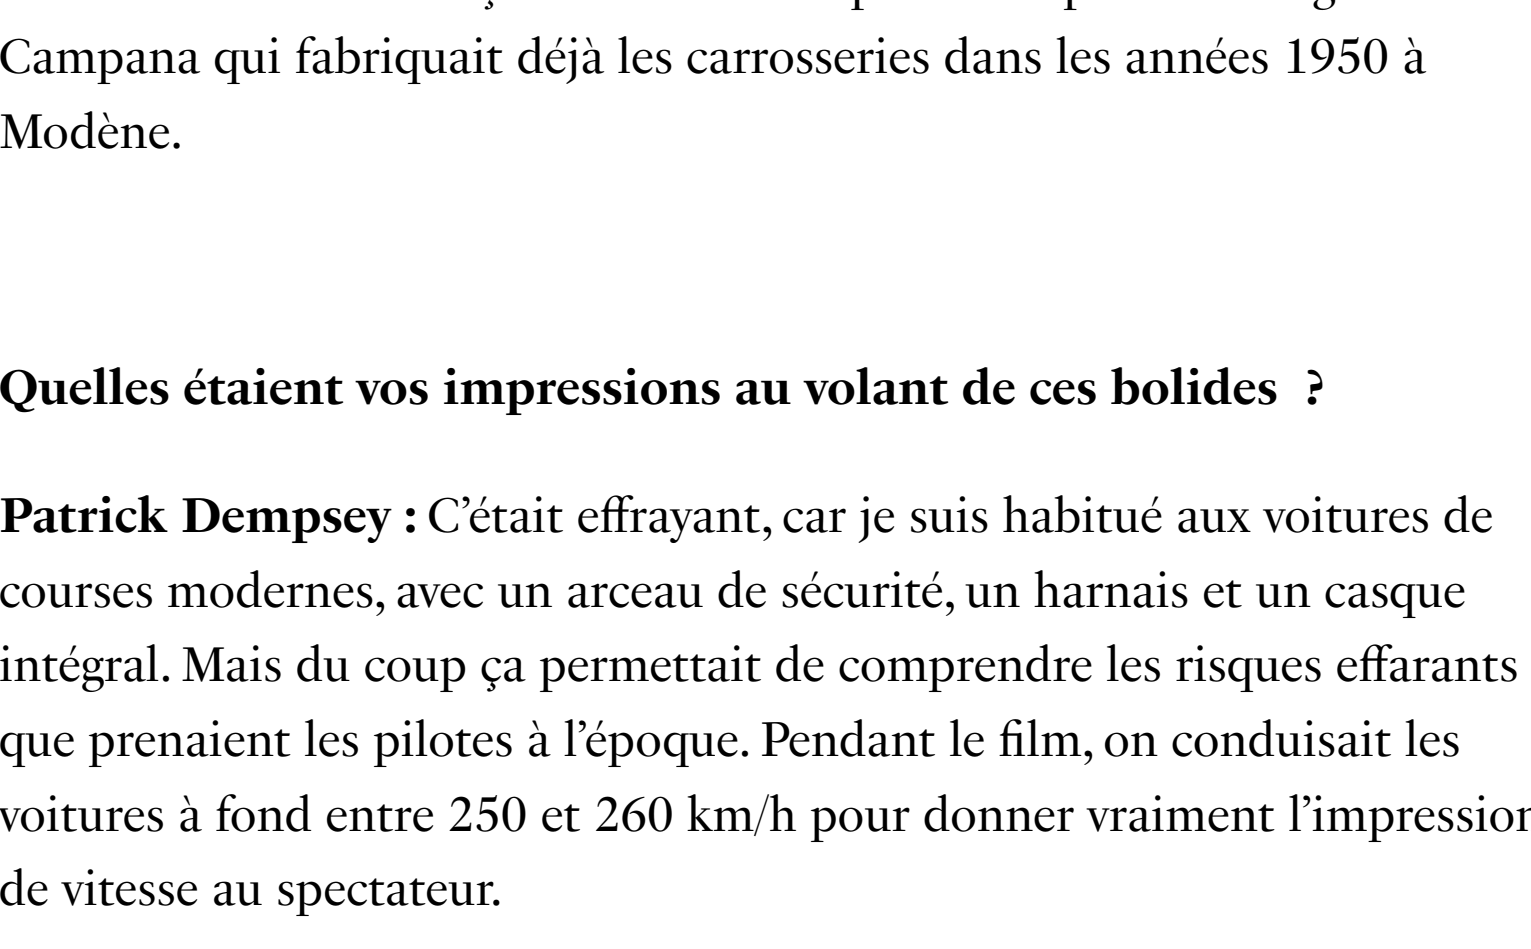 Campana qui fabriquait déjà les carrosseries dans les années 1950 à
Modène.
Quelles étaient vos impressions au volant de ces bolides  ?
Patrick Dempsey : C’était effrayant, car je suis habitué aux voitures de
courses modernes, avec un arceau de sécurité, un harnais et un casque
intégral. Mais du coup ça permettait de comprendre les risques effarants
que prenaient les pilotes à l’époque. Pendant le film, on conduisait les
voitures à fond entre 250 et 260 km/h pour donner vraiment l’impression
de vitesse au spectateur.